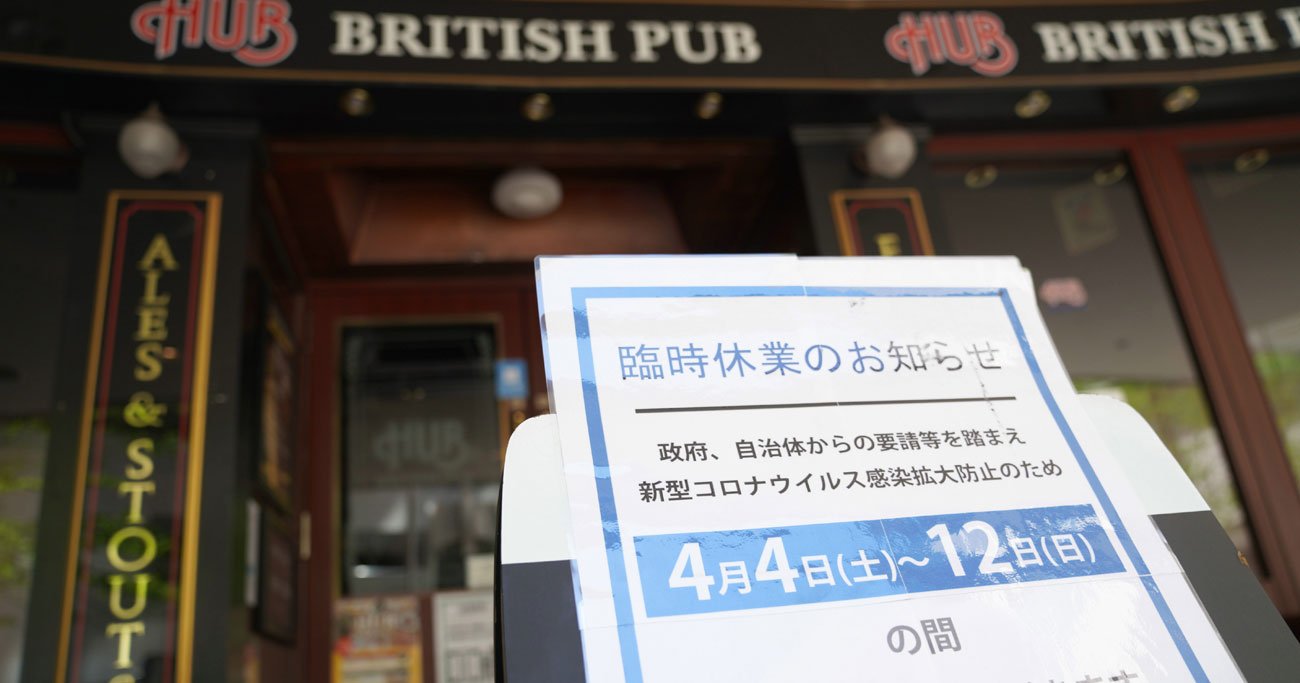 HUB BRITISH PUB
HUB BRITISH
ALES & STOUTS
HUB
臨時休業のお知らせ
政府、自治体からの要請等を踏まえ
新型コロナウイルス感染拡大防止のため
4月4日(土)～12日(日)
の間